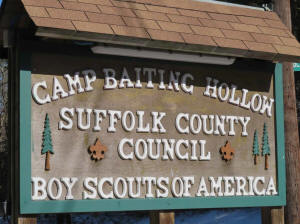 CAMP BAITING HOLLOW
SUFFOLK COUNTY
COUNCIL
BOY SCOUTS OF AMERICA